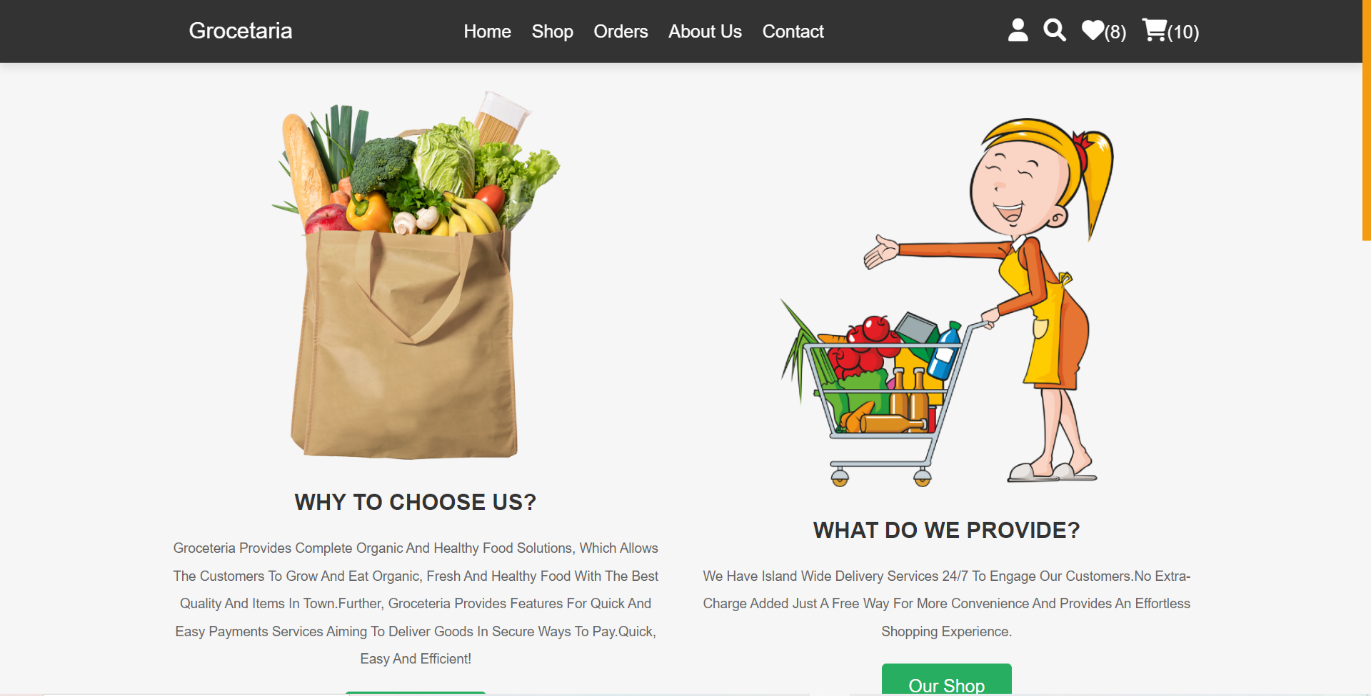 Grocetaria
Home Shop Orders About Us Contact
(8) (10)
WHY TO CHOOSE US?
Groceteria Provides Complete Organic And Healthy Food Solutions, Which Allows
The Customers To Grow And Eat Organic, Fresh And Healthy Food With The Best
Quality And Items In Town.Further, Groceteria Provides Features For Quick And
Easy Payments Services Aiming To Deliver Goods In Secure Ways To Pay.Quick,
Easy And Efficient!
WHAT DO WE PROVIDE?
We Have Island Wide Delivery Services 24/7 To Engage Our Customers.No Extra-
Charge Added Just A Free Way For More Convenience And Provides An Effortless
Shopping Experience.
Our Shop